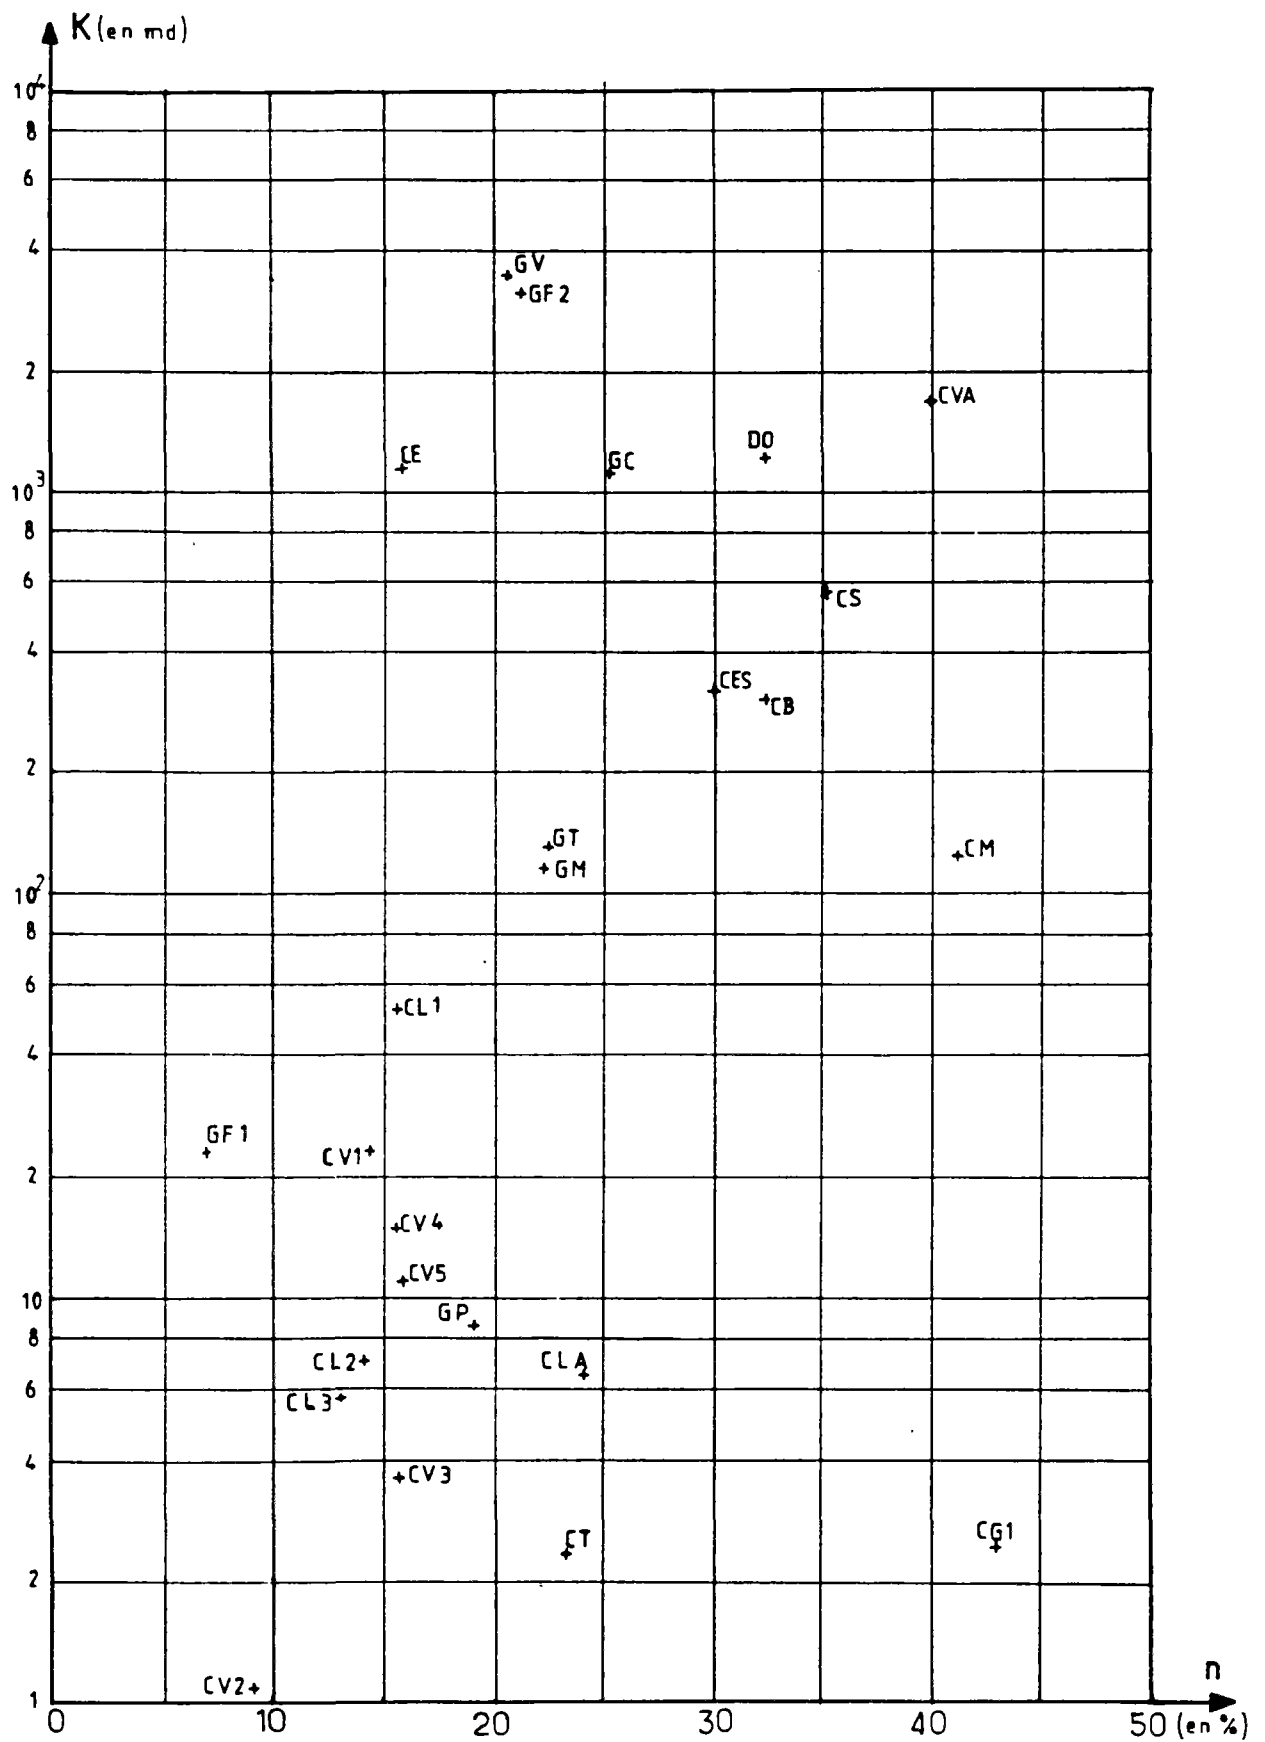 K (en md)
10⁴
8
6
4
GV
GF2
2
CVA
DO
CE
GC
10³
8
6
CS
4
CES
CB
2
GT
CM
GM
10²
8
6
CL1
4
GF1
CV1
2
CV4
CV5
10
GP
8
CL2
CLA
6
CL3
4
CV3
CG1
CT
2
n
CV2
1
0 10 20 30 40 50 (en %)